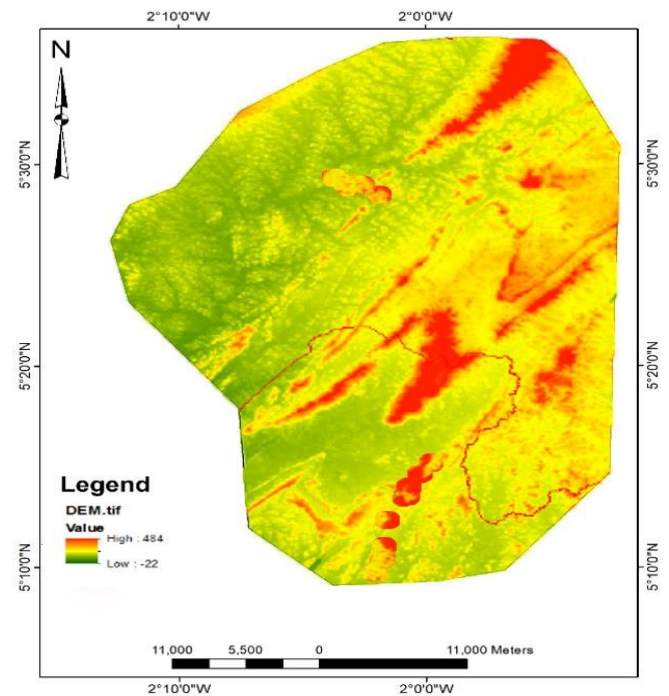 2°10'0"W 2°0'0"W
N
5°30'0"N 5°30'0"N
5°20'0"N 5°20'0"N
Legend
DEM.tif
Value
High : 484
Low : -22
5°10'0"N 5°10'0"N
11,000 5,500 0 11,000 Meters
2°10'0"W 2°0'0"W